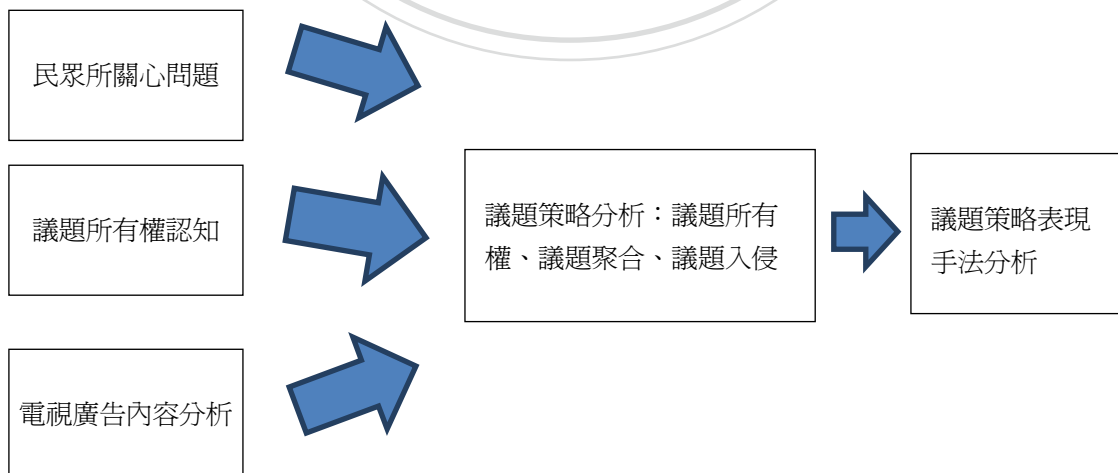 民眾所關心問題
議題所有權認知
電視廣告內容分析
議題策略分析：議題所有
權、議題聚合、議題入侵
議題策略表現
手法分析